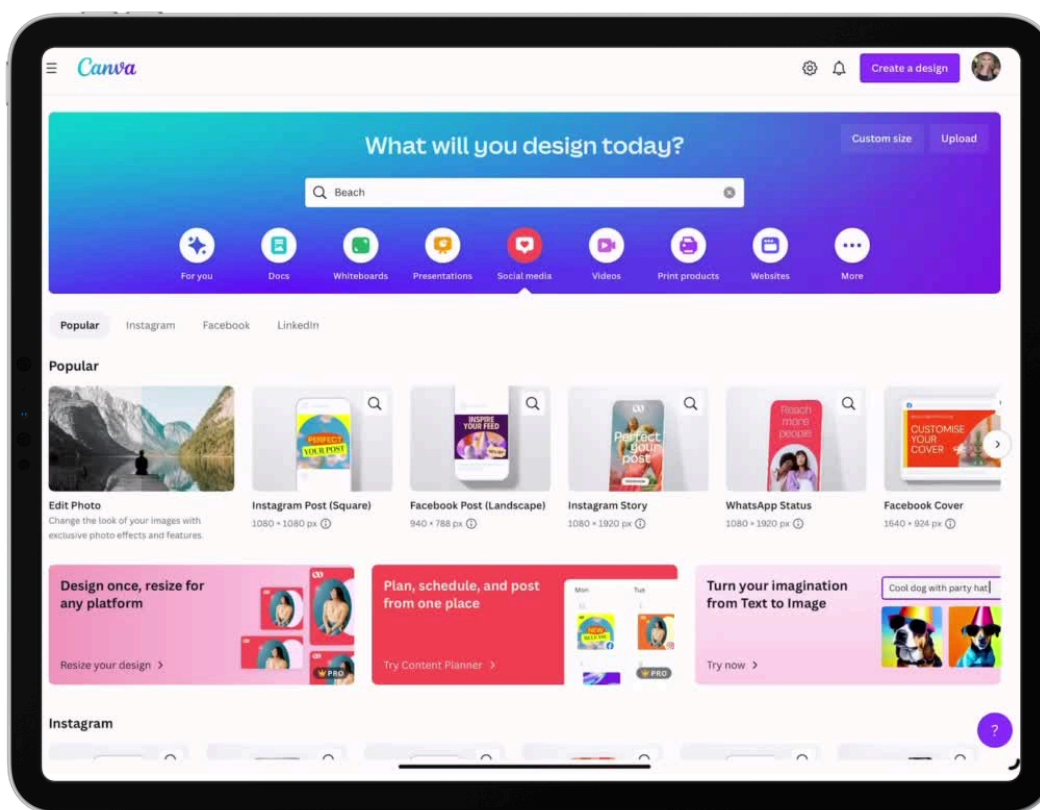 Canva
Create a design
What will you design today?
Custom size
Upload
Beach
For you
Docs
Whiteboards
Presentations
Social media
Videos
Print products
Websites
More
Popular
Instagram
Facebook
LinkedIn
Popular
PERFECT
YOUR POST
INSPIRE
YOUR FEED
Perfect
your
post
Reach
more
people
CUSTOMISE
YOUR
COVER
Edit Photo
Change the look of your images with
exclusive photo effects and features.
Instagram Post (Square)
1080 × 1080 px
Facebook Post (Landscape)
940 × 788 px
Instagram Story
1080 × 1920 px
WhatsApp Status
1080 × 1920 px
Facebook Cover
1640 × 924 px
Design once, resize for
any platform
Resize your design >
PRO
Plan, schedule, and post
from one place
Try Content Planner >
Mon
Tue
NEW
PRO
Turn your imagination
from Text to Image
Try now >
Cool dog with party hat
Instagram
?